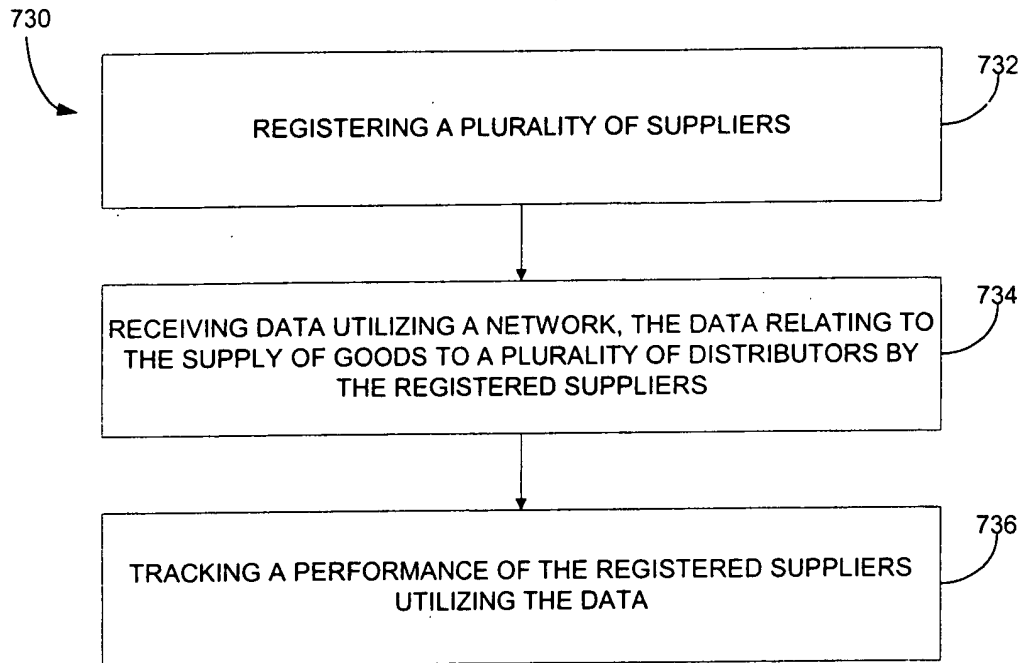 730
732
REGISTERING A PLURALITY OF SUPPLIERS
734
RECEIVING DATA UTILIZING A NETWORK, THE DATA RELATING TO
THE SUPPLY OF GOODS TO A PLURALITY OF DISTRIBUTORS BY
THE REGISTERED SUPPLIERS
736
TRACKING A PERFORMANCE OF THE REGISTERED SUPPLIERS
UTILIZING THE DATA